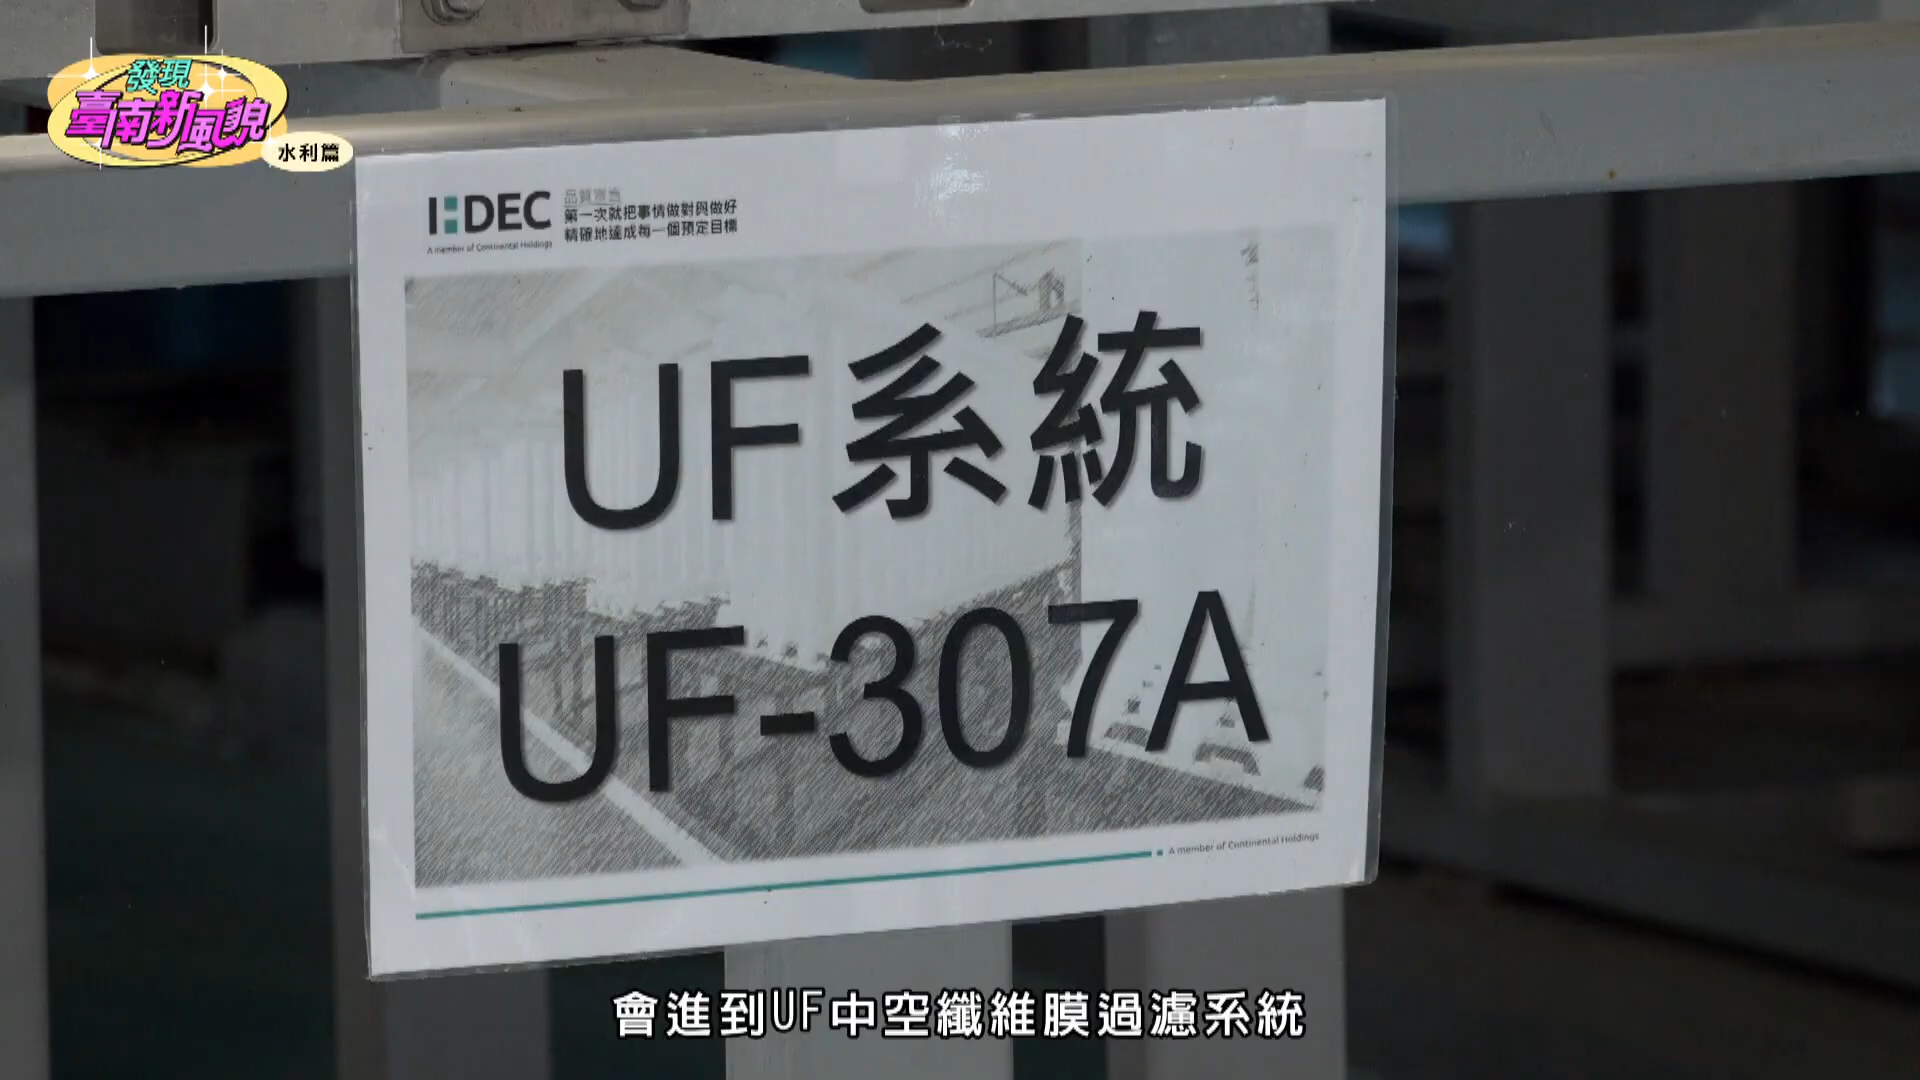 發現
臺南新風貌
水利篇
HDEC
A member of Continental Holdings
品質宣言
第一次就把事情做對與做好
精確地達成每一個預定目標
UF系統
UF-307A
A member of Continental Holdings
會進到UF中空纖維膜過濾系統